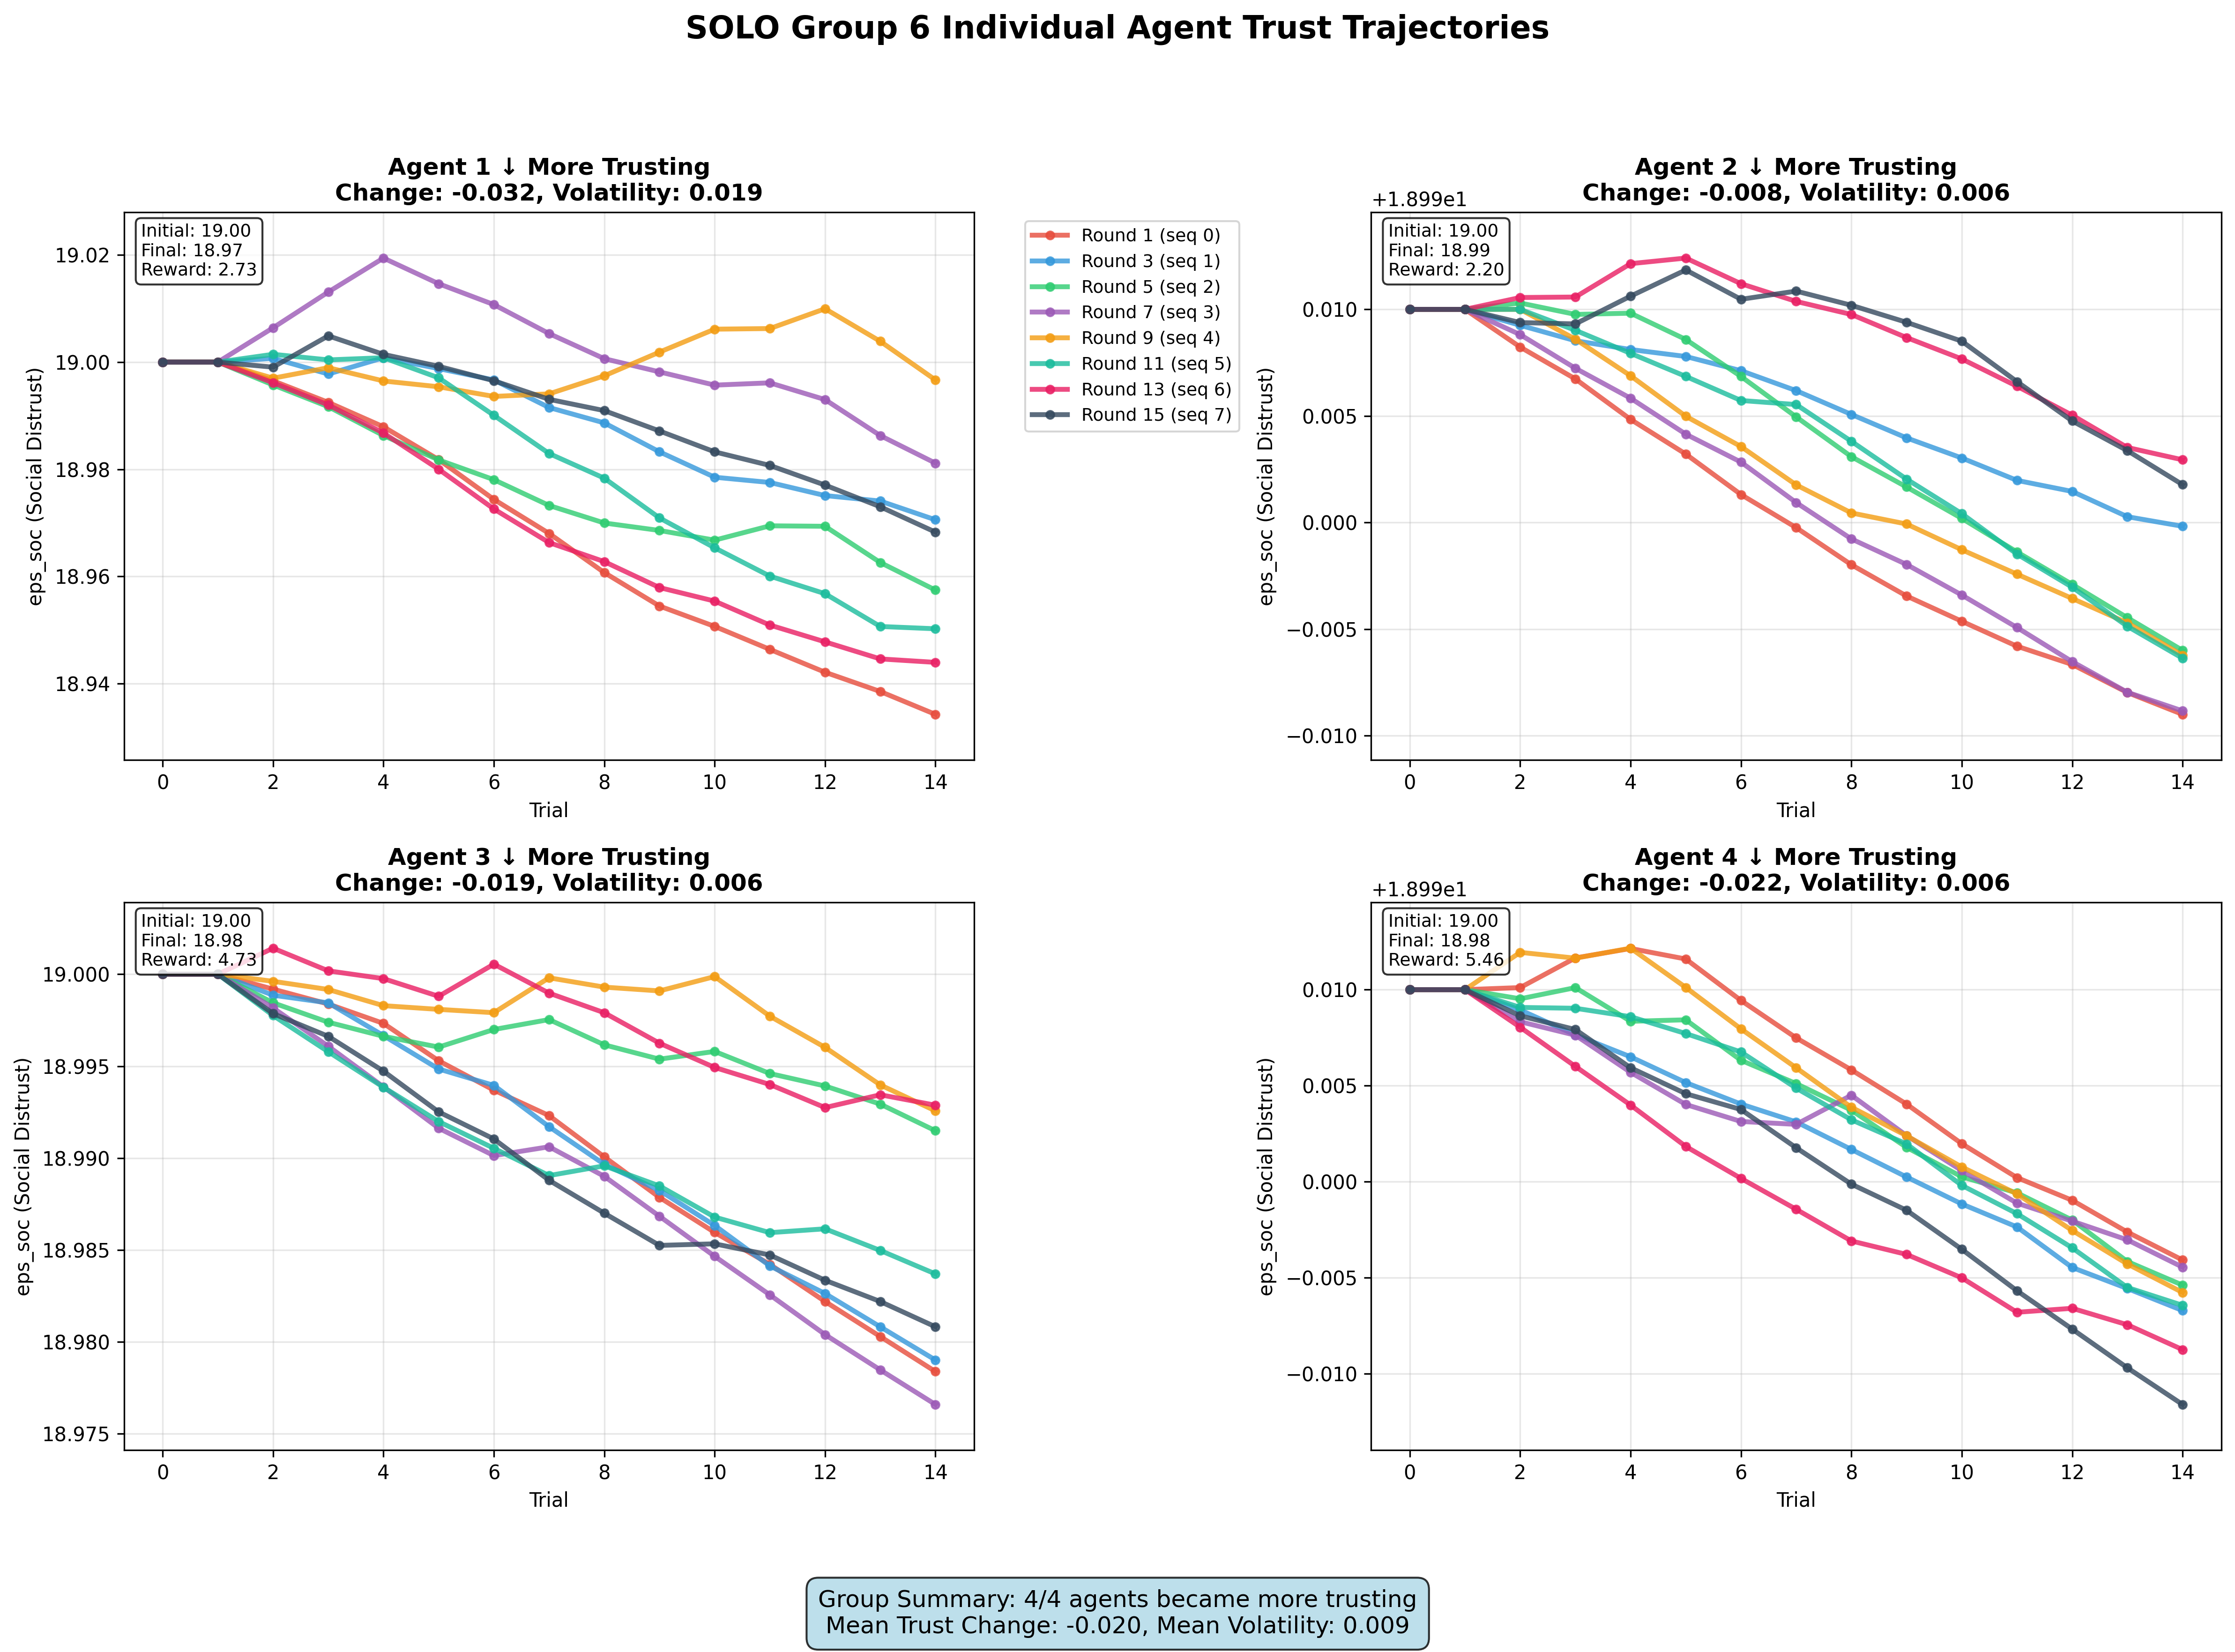 SOLO Group 6 Individual Agent Trust Trajectories
Agent 1 ↓ More Trusting
Change: -0.032, Volatility: 0.019
Initial: 19.00
Final: 18.97
Reward: 2.73
eps_soc (Social Distrust)
19.02
19.00
18.98
18.96
18.94
0 2 4 6 8 10 12 14
Trial
Round 1 (seq 0)
Round 3 (seq 1)
Round 5 (seq 2)
Round 7 (seq 3)
Round 9 (seq 4)
Round 11 (seq 5)
Round 13 (seq 6)
Round 15 (seq 7)
Agent 2 ↓ More Trusting
Change: -0.008, Volatility: 0.006
+1.899e1
Initial: 19.00
Final: 18.99
Reward: 2.20
eps_soc (Social Distrust)
0.010
0.005
0.000
−0.005
−0.010
0 2 4 6 8 10 12 14
Trial
Agent 3 ↓ More Trusting
Change: -0.019, Volatility: 0.006
Initial: 19.00
Final: 18.98
Reward: 4.73
eps_soc (Social Distrust)
19.000
18.995
18.990
18.985
18.980
18.975
0 2 4 6 8 10 12 14
Trial
Agent 4 ↓ More Trusting
Change: -0.022, Volatility: 0.006
+1.899e1
Initial: 19.00
Final: 18.98
Reward: 5.46
eps_soc (Social Distrust)
0.010
0.005
0.000
−0.005
−0.010
0 2 4 6 8 10 12 14
Trial
Group Summary: 4/4 agents became more trusting
Mean Trust Change: -0.020, Mean Volatility: 0.009